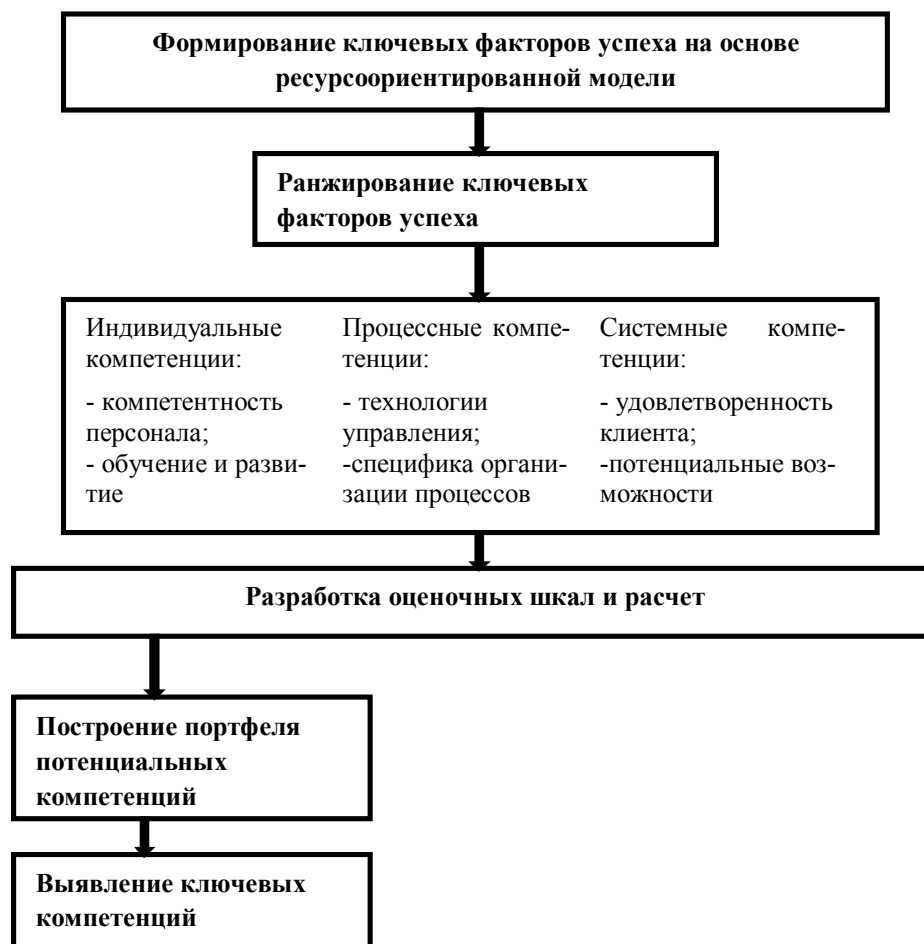 Формирование ключевых факторов успеха на основе
ресурсоориентированной модели
Ранжирование ключевых
факторов успеха
Индивидуальные
компетенции:
- компетентность
персонала;
- обучение и разви-
тие
Процессные компе-
тенции:
- технологии
управления;
-специфика органи-
зации процессов
Системные компе-
тенции:
- удовлетворенность
клиента;
-потенциальные воз-
можности
Разработка оценочных шкал и расчет
Построение портфеля
потенциальных
компетенций
Выявление ключевых
компетенций